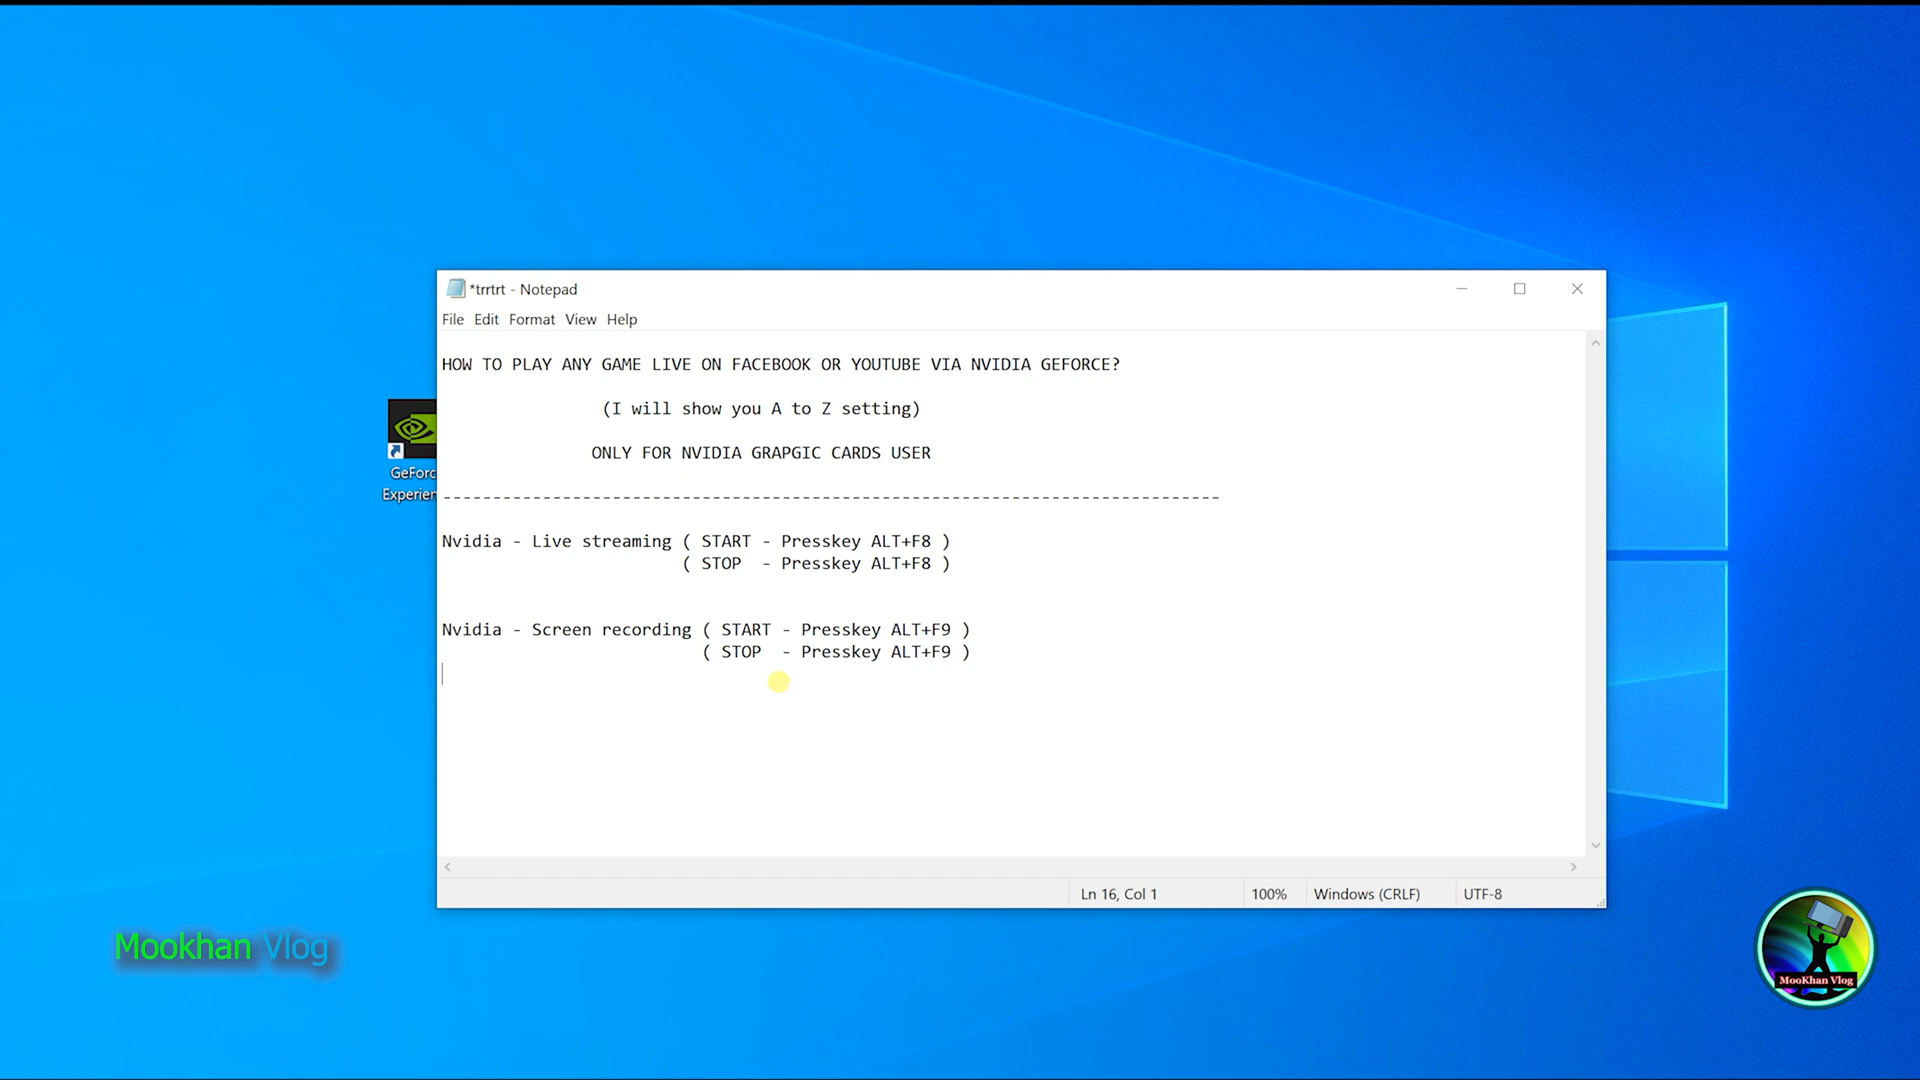 *trrtrt - Notepad
File Edit Format View Help
HOW TO PLAY ANY GAME LIVE ON FACEBOOK OR YOUTUBE VIA NVIDIA GEFORCE?
(I will show you A to Z setting)
ONLY FOR NVIDIA GRAPGIC CARDS USER
------------------------------------------------------------------------------
Nvidia - Live streaming ( START - Presskey ALT+F8 )
( STOP  - Presskey ALT+F8 )
Nvidia - Screen recording ( START - Presskey ALT+F9 )
( STOP  - Presskey ALT+F9 )
GeForc
Experien
Ln 16, Col 1 100% Windows (CRLF) UTF-8
Mookhan Vlog
MooKhan Vlog